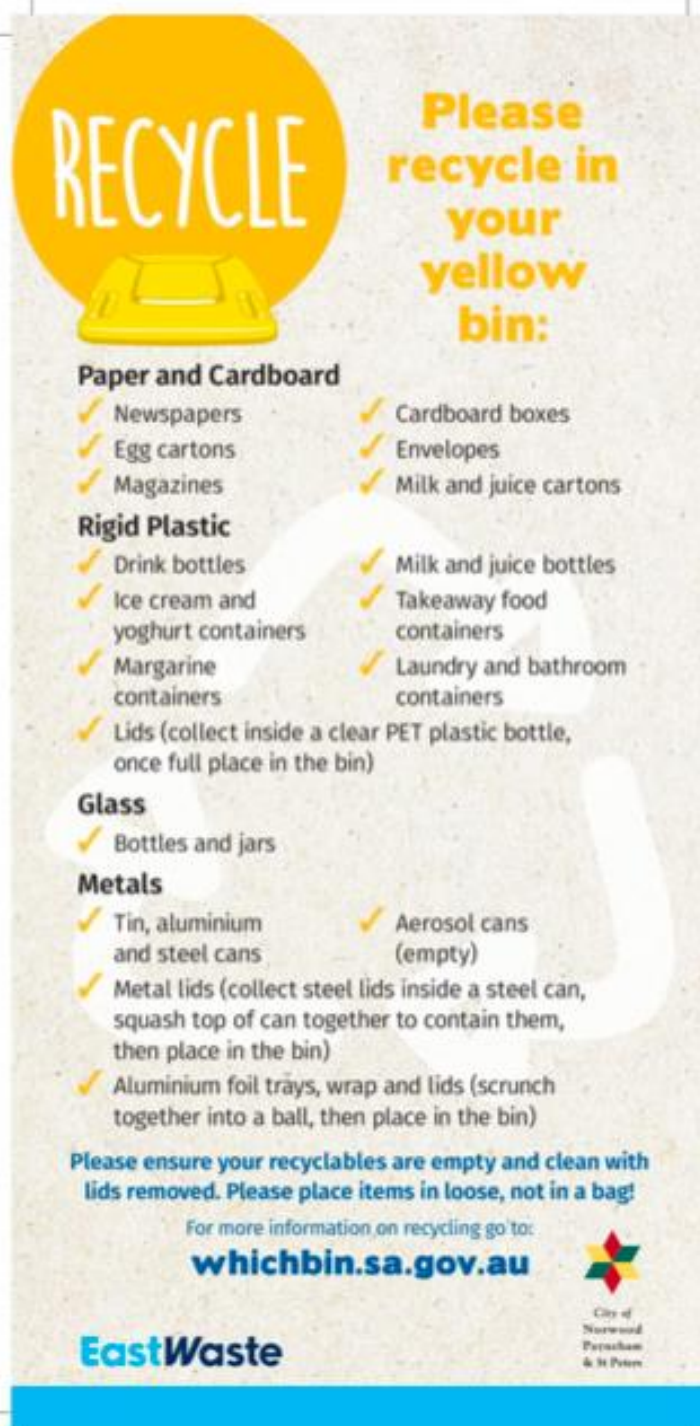 RECYCLE
Please
recycle in
your
yellow
bin:
Paper and Cardboard
✓ Newspapers
✓ Cardboard boxes
✓ Egg cartons
✓ Envelopes
✓ Magazines
✓ Milk and juice cartons
Rigid Plastic
✓ Drink bottles
✓ Milk and juice bottles
✓ Ice cream and
yoghurt containers
✓ Takeaway food
containers
✓ Margarine
containers
✓ Laundry and bathroom
containers
✓ Lids (collect inside a clear PET plastic bottle,
once full place in the bin)
Glass
✓ Bottles and jars
Metals
✓ Tin, aluminium
and steel cans
✓ Aerosol cans
(empty)
✓ Metal lids (collect steel lids inside a steel can,
squash top of can together to contain them,
then place in the bin)
✓ Aluminium foil trays, wrap and lids (scrunch
together into a ball, then place in the bin)
Please ensure your recyclables are empty and clean with
lids removed. Please place items in loose, not in a bag!
For more information on recycling go to:
whichbin.sa.gov.au
EastWaste
City of
Norwood
Payneham
& St Peters